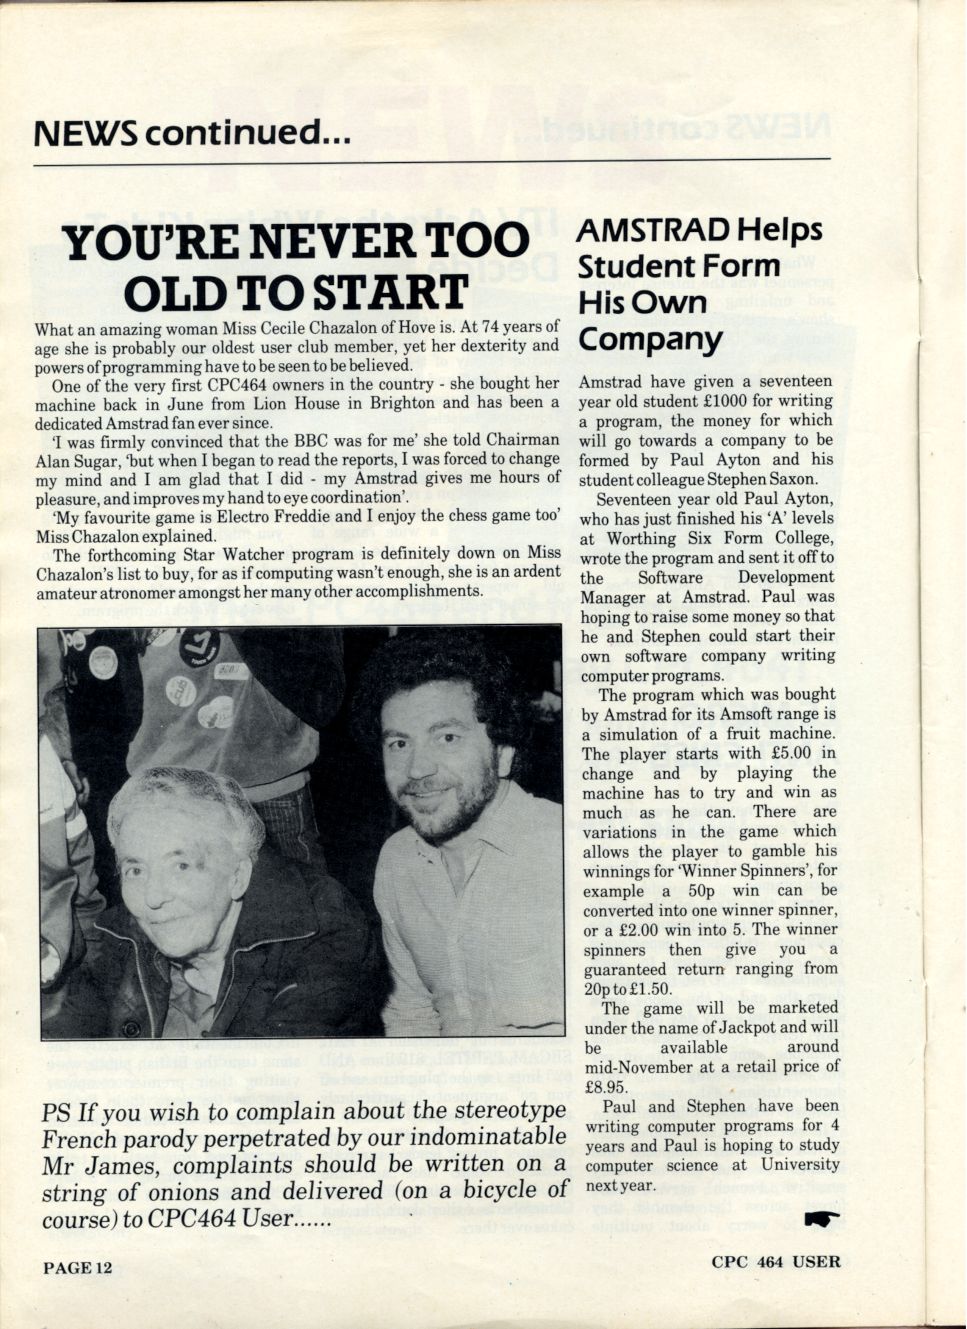 NEWS continued...
YOU'RE NEVER TOO
OLD TO START
What an amazing woman Miss Cecile Chazalon of Hove is. At 74 years of
age she is probably our oldest user club member, yet her dexterity and
powers of programming have to be seen to be believed.
One of the very first CPC464 owners in the country - she bought her
machine back in June from Lion House in Brighton and has been a
dedicated Amstrad fan ever since.
'I was firmly convinced that the BBC was for me' she told Chairman
Alan Sugar, 'but when I began to read the reports, I was forced to change
my mind and I am glad that I did - my Amstrad gives me hours of
pleasure, and improves my hand to eye coordination'.
'My favourite game is Electro Freddie and I enjoy the chess game too'
Miss Chazalon explained.
The forthcoming Star Watcher program is definitely down on Miss
Chazalon's list to buy, for as if computing wasn't enough, she is an ardent
amateur atronomer amongst her many other accomplishments.
PS If you wish to complain about the stereotype
French parody perpetrated by our indominatable
Mr James, complaints should be written on a
string of onions and delivered (on a bicycle of
course) to CPC464 User......
AMSTRAD Helps
Student Form
His Own
Company
Amstrad have given a seventeen
year old student £1000 for writing
a program, the money for which
will go towards a company to be
formed by Paul Ayton and his
student colleague Stephen Saxon.
Seventeen year old Paul Ayton,
who has just finished his 'A' levels
at Worthing Six Form College,
wrote the program and sent it off to
the Software Development
Manager at Amstrad. Paul was
hoping to raise some money so that
he and Stephen could start their
own software company writing
computer programs.
The program which was bought
by Amstrad for its Amsoft range is
a simulation of a fruit machine.
The player starts with £5.00 in
change and by playing the
machine has to try and win as
much as he can. There are
variations in the game which
allows the player to gamble his
winnings for 'Winner Spinners', for
example a 50p win can be
converted into one winner spinner,
or a £2.00 win into 5. The winner
spinners then give you a
guaranteed return ranging from
20p to £1.50.
The game will be marketed
under the name of Jackpot and will
be available around
mid-November at a retail price of
£8.95.
Paul and Stephen have been
writing computer programs for 4
years and Paul is hoping to study
computer science at University
next year.
PAGE 12
CPC 464 USER